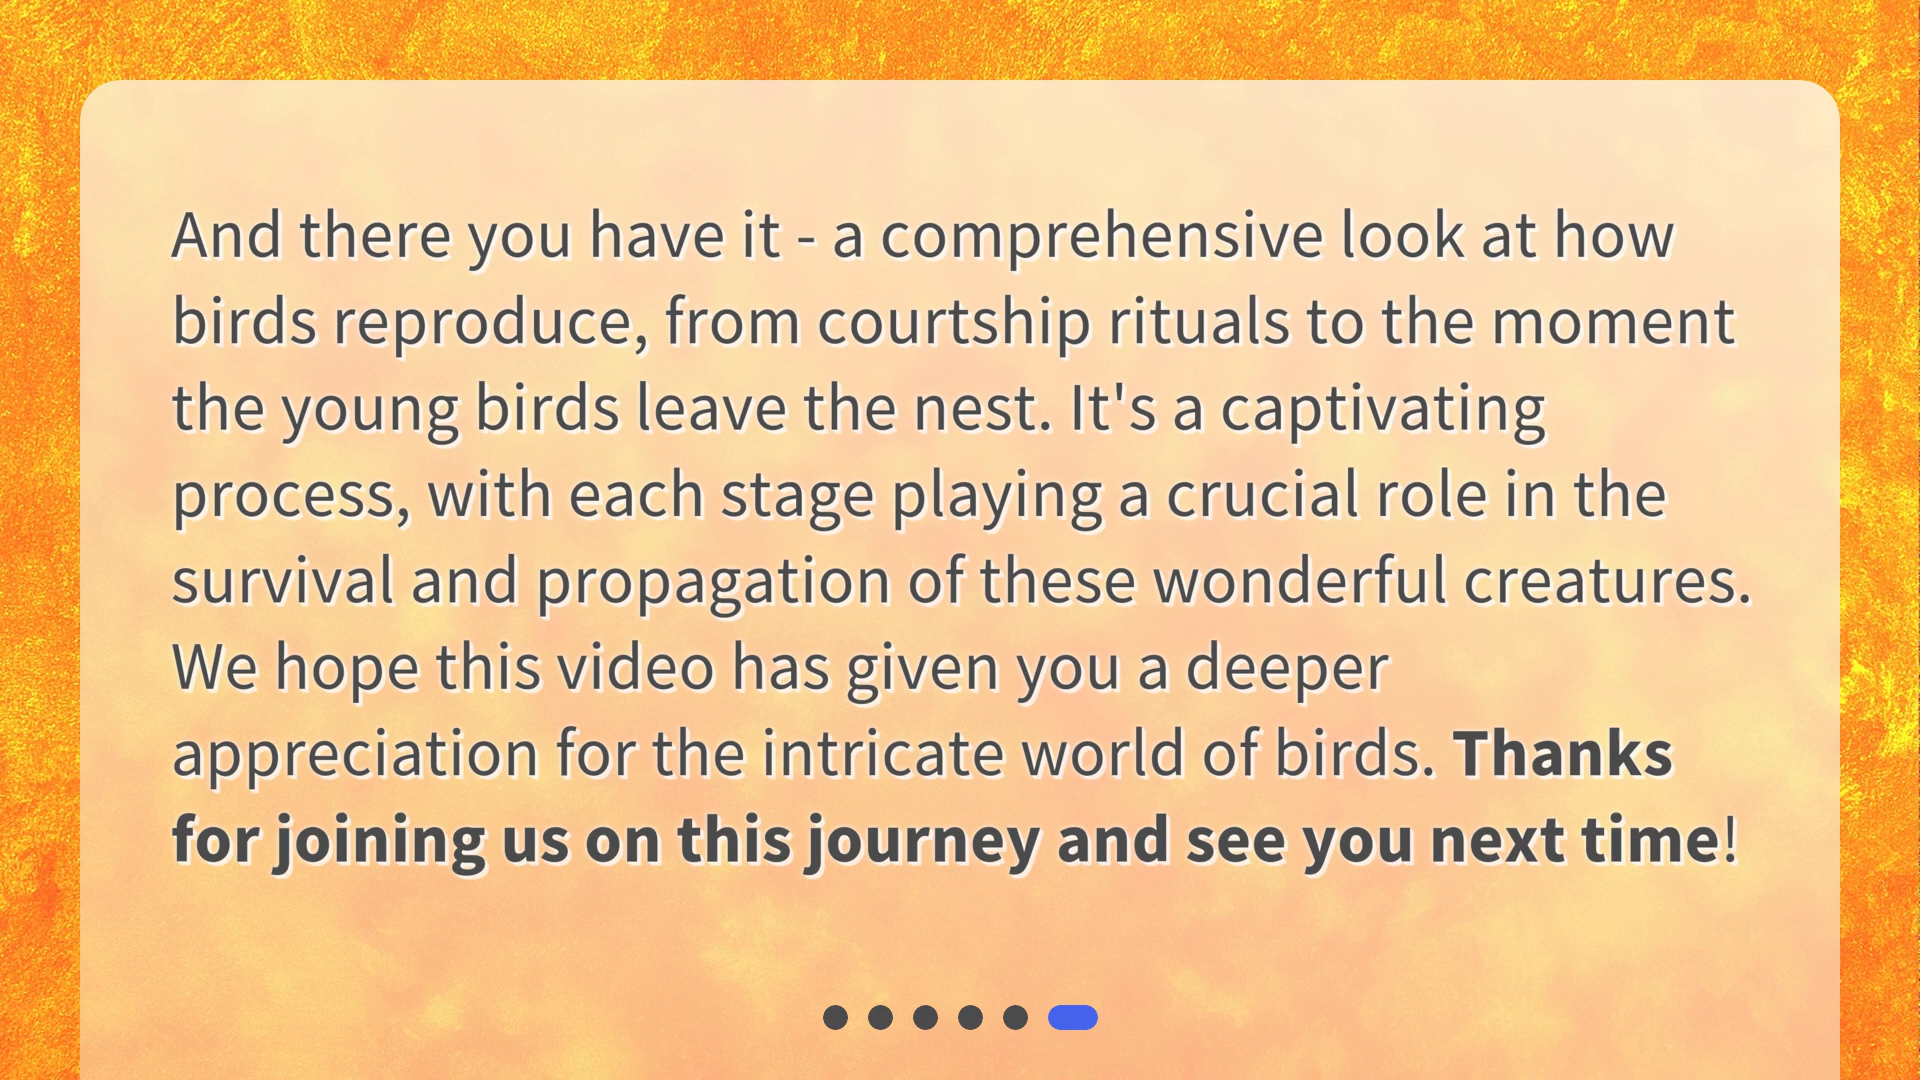 And there you have it - a comprehensive look at how
birds reproduce, from courtship rituals to the moment
the young birds leave the nest. It's a captivating
process, with each stage playing a crucial role in the
survival and propagation of these wonderful creatures.
We hope this video has given you a deeper
appreciation for the intricate world of birds. Thanks
for joining us on this journey and see you next time!